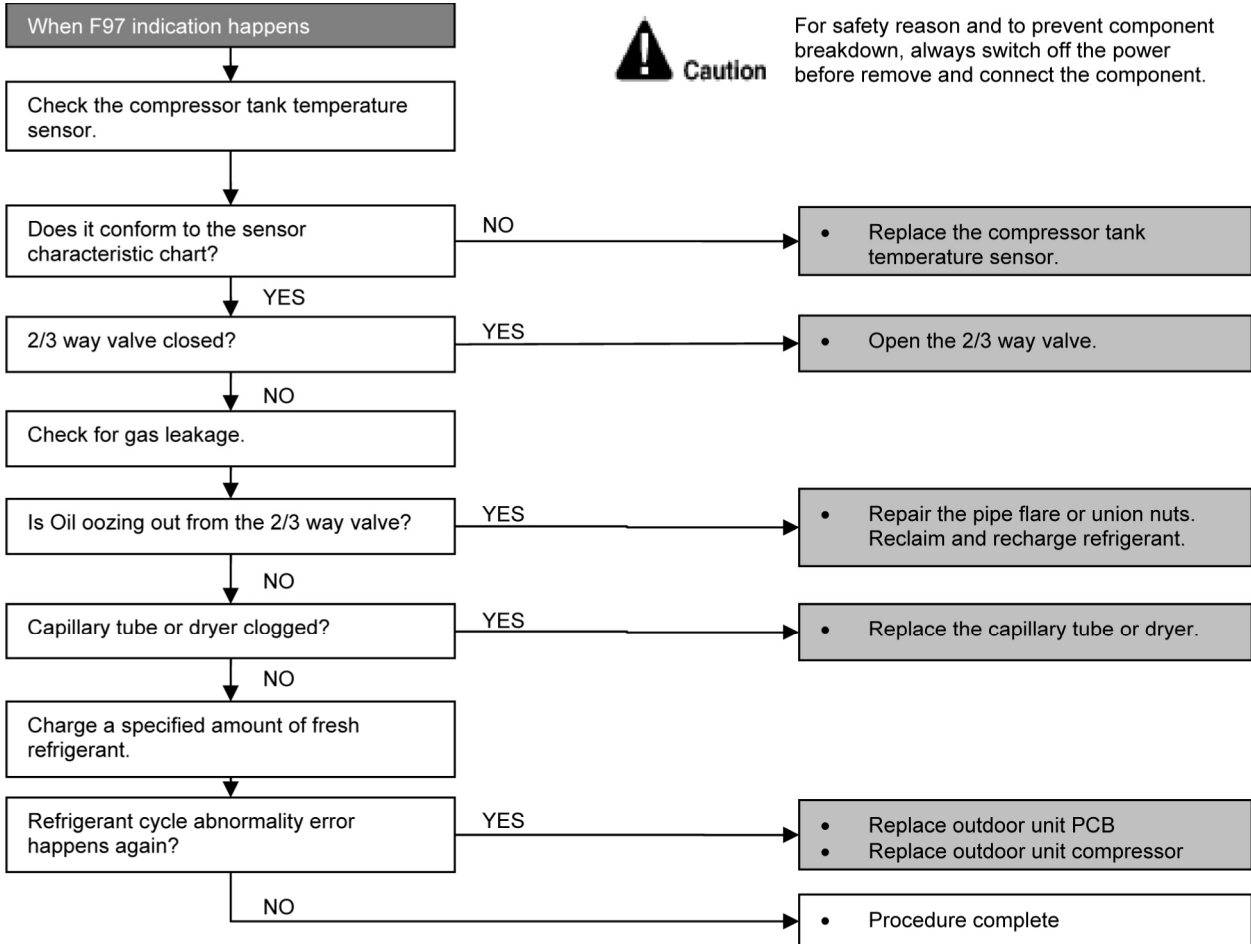 When F97 indication happens
Caution
For safety reason and to prevent component
breakdown, always switch off the power
before remove and connect the component.
Check the compressor tank temperature
sensor.
Does it conform to the sensor
characteristic chart?
NO
• Replace the compressor tank
temperature sensor.
YES
2/3 way valve closed?
YES
• Open the 2/3 way valve.
NO
Check for gas leakage.
Is Oil oozing out from the 2/3 way valve?
YES
• Repair the pipe flare or union nuts.
Reclaim and recharge refrigerant.
NO
Capillary tube or dryer clogged?
YES
• Replace the capillary tube or dryer.
NO
Charge a specified amount of fresh
refrigerant.
Refrigerant cycle abnormality error
happens again?
YES
• Replace outdoor unit PCB
• Replace outdoor unit compressor
NO
• Procedure complete